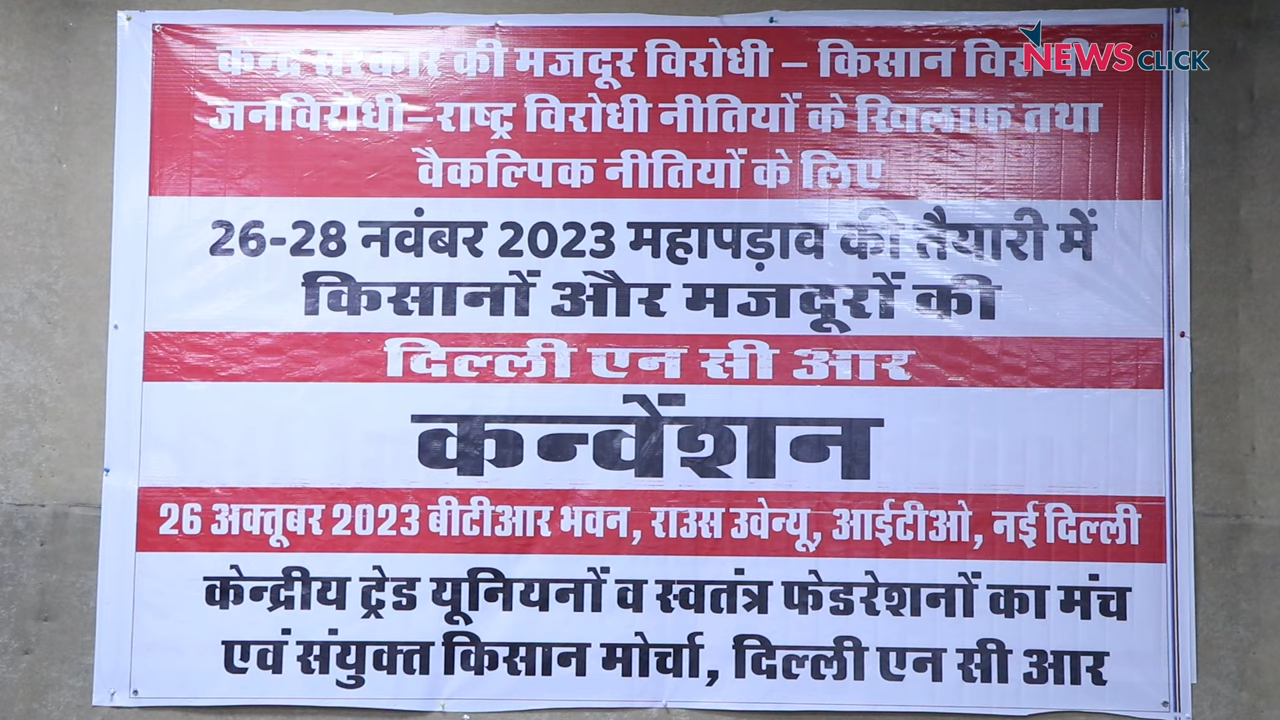 NEWSCLICK
केन्द्र सरकार की मजदूर विरोधी – किसान विरोधी
जनविरोधी–राष्ट्र विरोधी नीतियों के खिलाफ तथा
वैकल्पिक नीतियों के लिए
26-28 नवंबर 2023 महापड़ाव की तैयारी में
किसानों और मजदूरों की
दिल्ली एन सी आर
कन्वेंशन
26 अक्तूबर 2023 बीटीआर भवन, राउस उवेन्यू, आईटीओ, नई दिल्ली
केन्द्रीय ट्रेड यूनियनों व स्वतंत्र फेडरेशनों का मंच
एवं संयुक्त किसान मोर्चा, दिल्ली एन सी आर